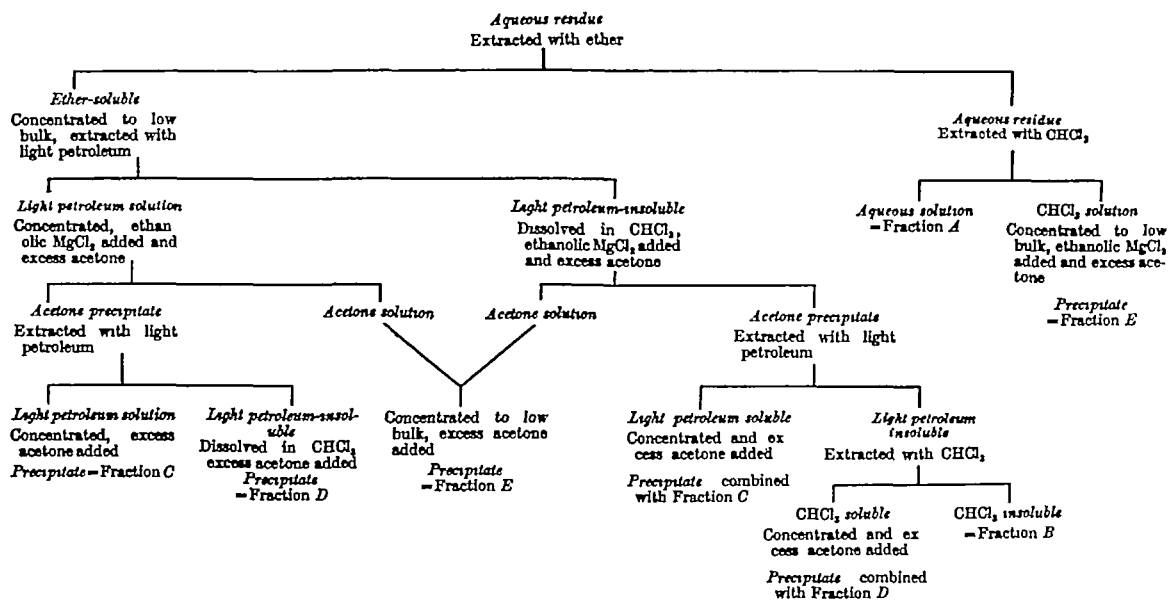 Aqueous residue
Extracted with ether
Ether-soluble
Concentrated to low
bulk, extracted with
light petroleum
Aqueous residue
Extracted with CHCl₃
Light petroleum solution
Concentrated, ethan
olic MgCl₂ added and
excess acetone
Light petroleum-insoluble
Dissolved in CHCl₃,
ethanolic MgCl₂ added
and excess acetone
Aqueous solution
=Fraction A
CHCl₃ solution
Concentrated to low
bulk, ethanolic MgCl₂
added and excess ace-
tone
Precipitate
=Fraction E
Acetone precipitate
Extracted with light
petroleum
Acetone solution
Acetone solution
Acetone precipitate
Extracted with light
petroleum
Light petroleum solution
Concentrated, excess
acetone added
Precipitate=Fraction C
Light petroleum-insol-
uble
Dissolved in CHCl₃
excess acetone added
Precipitate
=Fraction D
Concentrated to low
bulk, excess acetone
added
Precipitate
=Fraction E
Light petroleum soluble
Concentrated and ex
cess acetone added
Precipitate combined
with Fraction C
Light petroleum
insoluble
Extracted with CHCl₃
CHCl₃ soluble
Concentrated and ex
cess acetone added
Precipitate combined
with Fraction D
CHCl₃ insoluble
=Fraction B